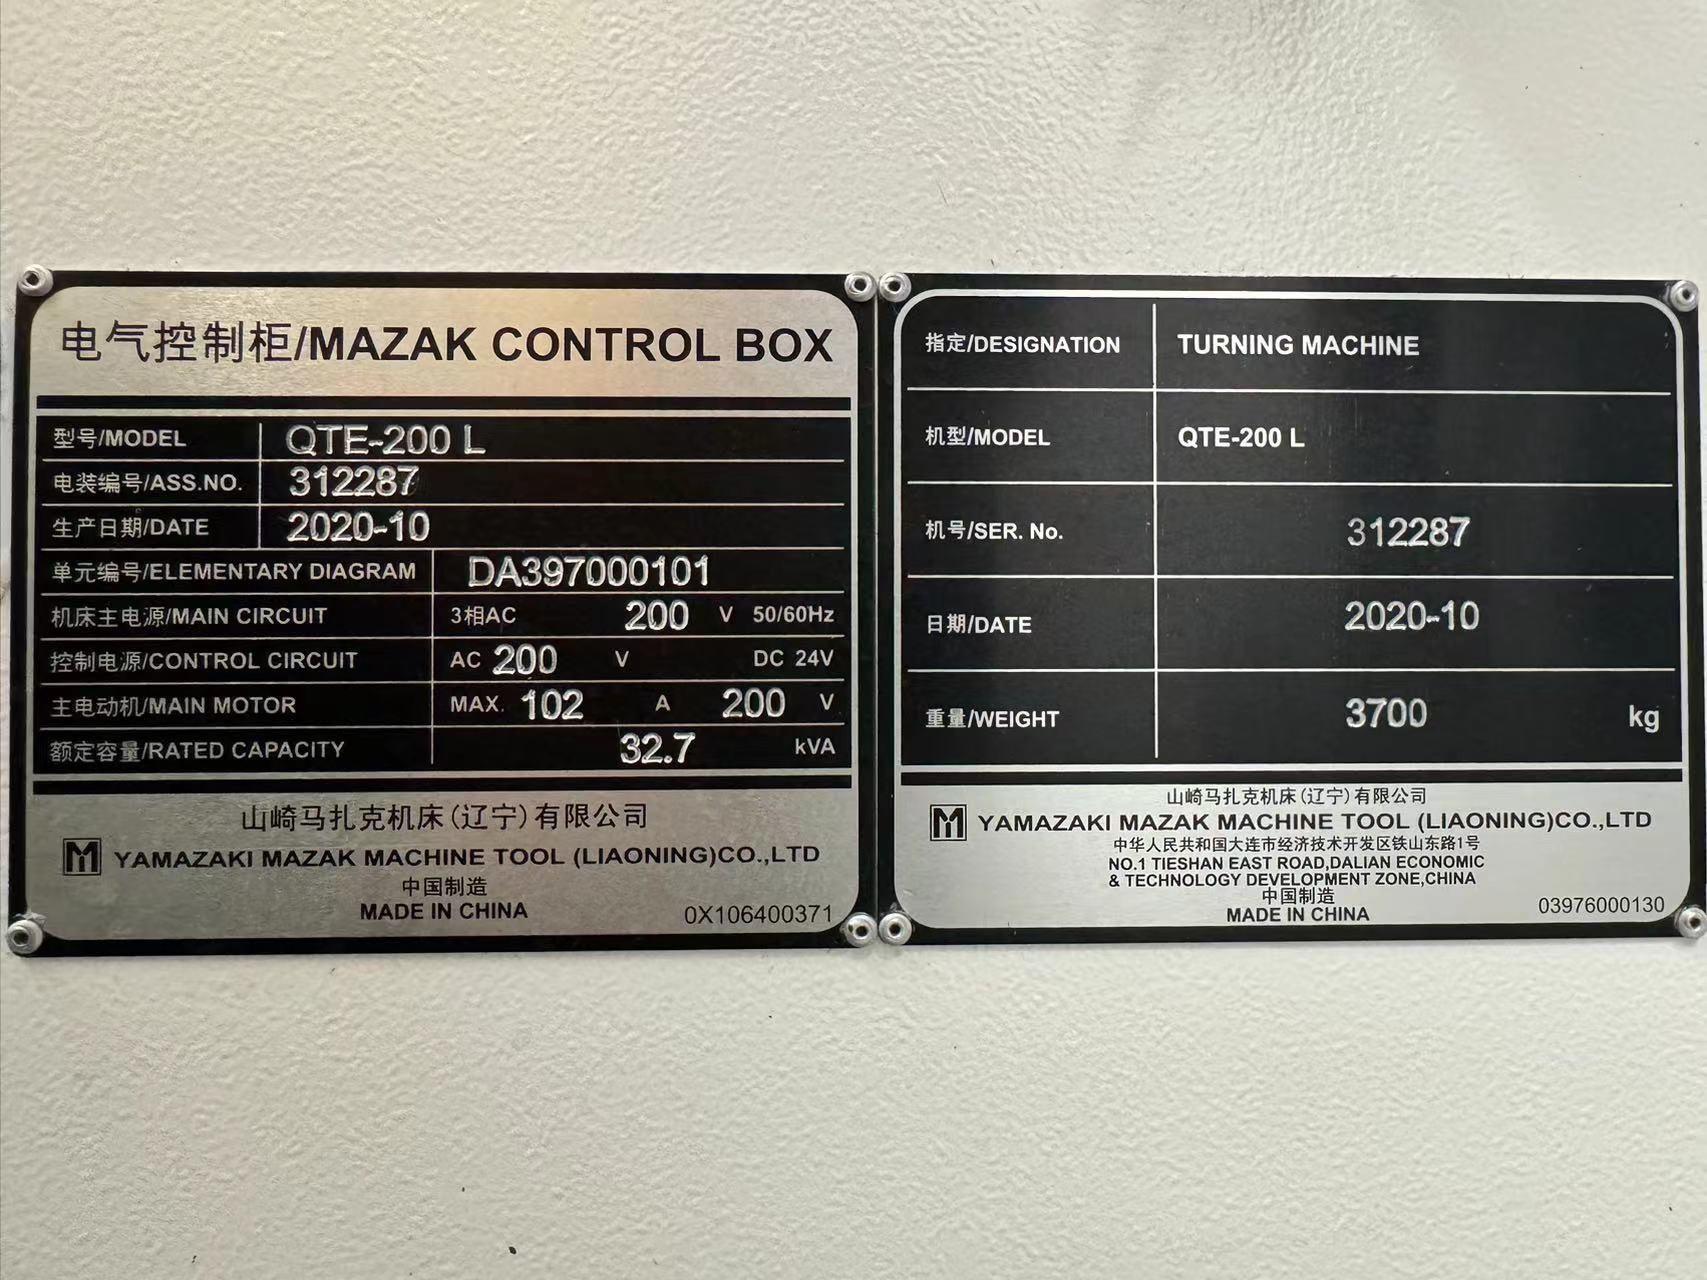 电气控制柜/MAZAK CONTROL BOX
型号/MODEL QTE-200 L
电装编号/ASS.NO. 312287
生产日期/DATE 2020-10
单元编号/ELEMENTARY DIAGRAM DA397000101
机床主电源/MAIN CIRCUIT 3相AC 200 V 50/60Hz
控制电源/CONTROL CIRCUIT AC 200 V DC 24V
主电动机/MAIN MOTOR MAX. 102 A 200 V
额定容量/RATED CAPACITY 32.7 kVA
山崎马扎克机床(辽宁)有限公司
YAMAZAKI MAZAK MACHINE TOOL (LIAONING)CO.,LTD
中国制造
MADE IN CHINA
0X106400371
指定/DESIGNATION TURNING MACHINE
机型/MODEL QTE-200 L
机号/SER. No. 312287
日期/DATE 2020-10
重量/WEIGHT 3700 kg
山崎马扎克机床(辽宁)有限公司
YAMAZAKI MAZAK MACHINE TOOL (LIAONING)CO.,LTD
中华人民共和国大连市经济技术开发区铁山东路1号
NO.1 TIESHAN EAST ROAD,DALIAN ECONOMIC
& TECHNOLOGY DEVELOPMENT ZONE,CHINA
中国制造
MADE IN CHINA
03976000130